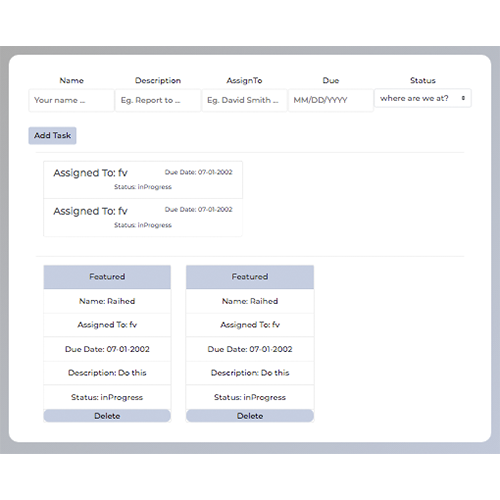 Name Description AssignTo Due Status
Your name ... Eg. Report to ... Eg. David Smith ... MM/DD/YYYY where are we at?
Add Task
Assigned To: fv Due Date: 07-01-2002
Status: inProgress
Assigned To: fv Due Date: 07-01-2002
Status: inProgress
Featured
Name: Raihed
Assigned To: fv
Due Date: 07-01-2002
Description: Do this
Status: inProgress
Delete
Featured
Name: Raihed
Assigned To: fv
Due Date: 07-01-2002
Description: Do this
Status: inProgress
Delete